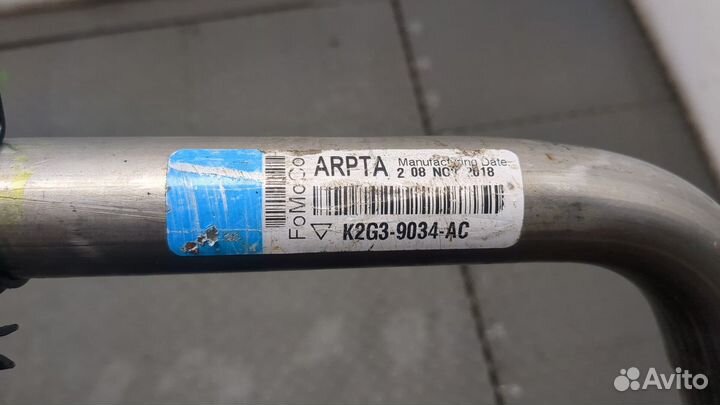 FoMoCo
ARPTA
Manufacturing Date
2 08 NOV 2018
K2G3-9034-AC
Avito